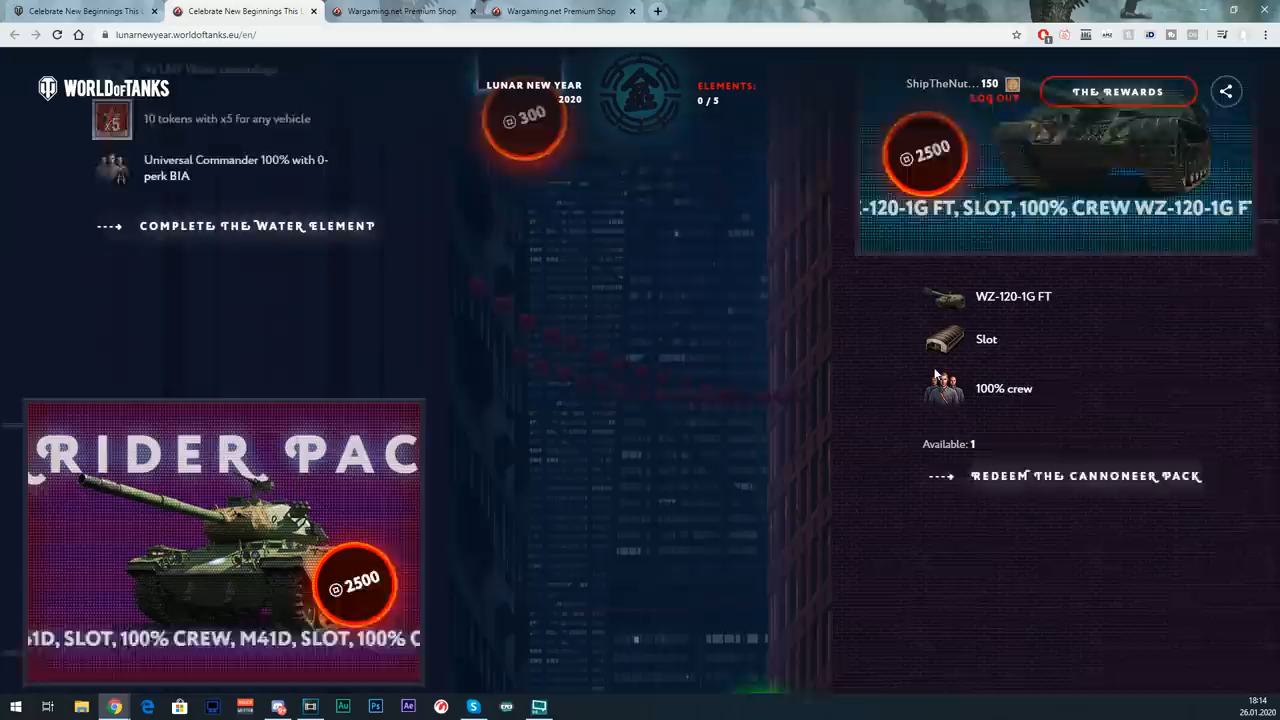 Celebrate New Beginnings This L
Celebrate New Beginnings This L
Wargaming.net Premium Shop
Wargaming.net Premium Shop
lunarnewyear.worldoftanks.eu/en/
WORLD OF TANKS
LUNAR NEW YEAR
2020
ELEMENTS:
0 / 5
ShipTheNut... 150
LOG OUT
THE REWARDS
x5
10 tokens with x5 for any vehicle
Universal Commander 100% with 0-
perk BIA
COMPLETE THE WATER ELEMENT
300
2500
-120-1G FT, SLOT, 100% CREW WZ-120-1G F
WZ-120-1G FT
Slot
100% crew
Available: 1
REDEEM THE CANNONEER PACK
RIDER PAC
2500
41D, SLOT, 100% CREW, M41D, SLOT, 100% C
18:14
26.01.2020